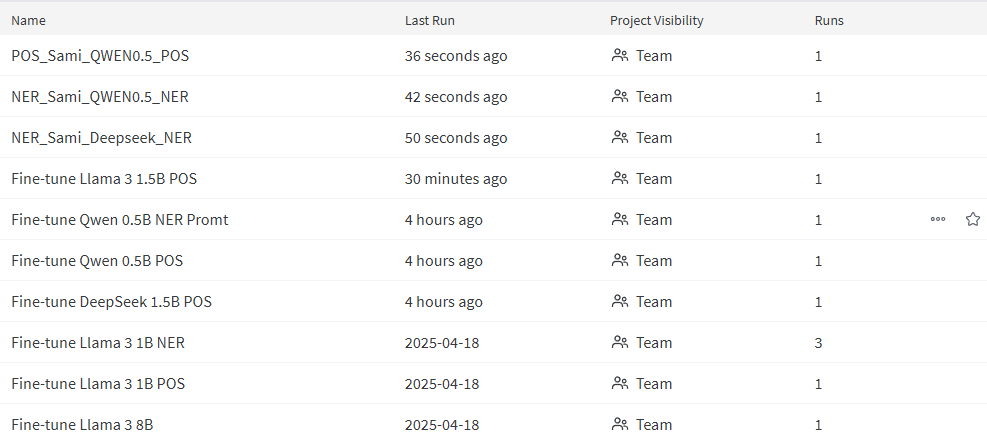 Name Last Run Project Visibility Runs
POS_Sami_QWEN0.5_POS 36 seconds ago Team 1
NER_Sami_QWEN0.5_NER 42 seconds ago Team 1
NER_Sami_Deepseek_NER 50 seconds ago Team 1
Fine-tune Llama 3 1.5B POS 30 minutes ago Team 1
Fine-tune Qwen 0.5B NER Promt 4 hours ago Team 1
Fine-tune Qwen 0.5B POS 4 hours ago Team 1
Fine-tune DeepSeek 1.5B POS 4 hours ago Team 1
Fine-tune Llama 3 1B NER 2025-04-18 Team 3
Fine-tune Llama 3 1B POS 2025-04-18 Team 1
Fine-tune Llama 3 8B 2025-04-18 Team 1